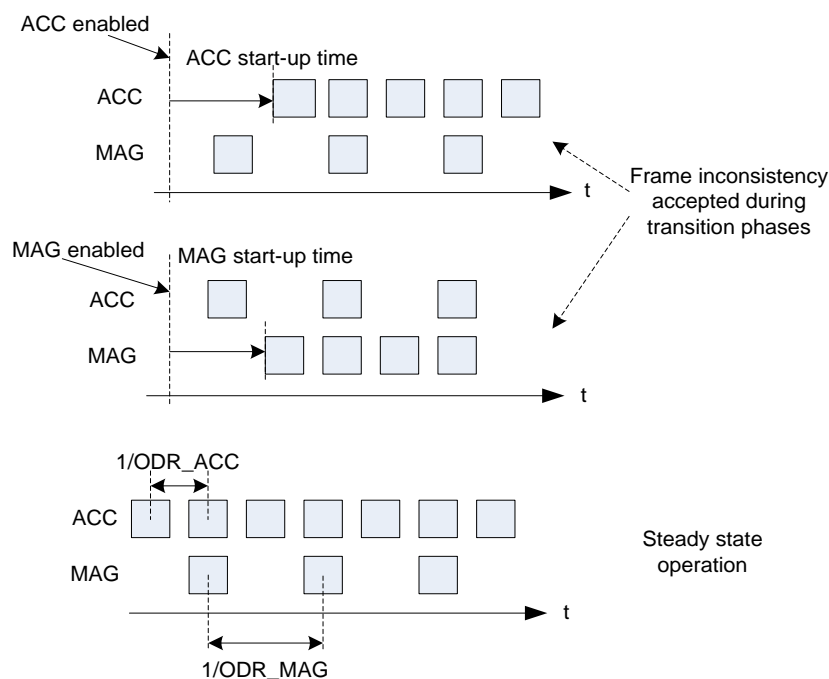 ACC enabled
ACC start-up time
ACC
MAG
t
Frame inconsistency
accepted during
transition phases
MAG enabled
MAG start-up time
ACC
MAG
t
1/ODR_ACC
ACC
MAG
t
1/ODR_MAG
Steady state
operation